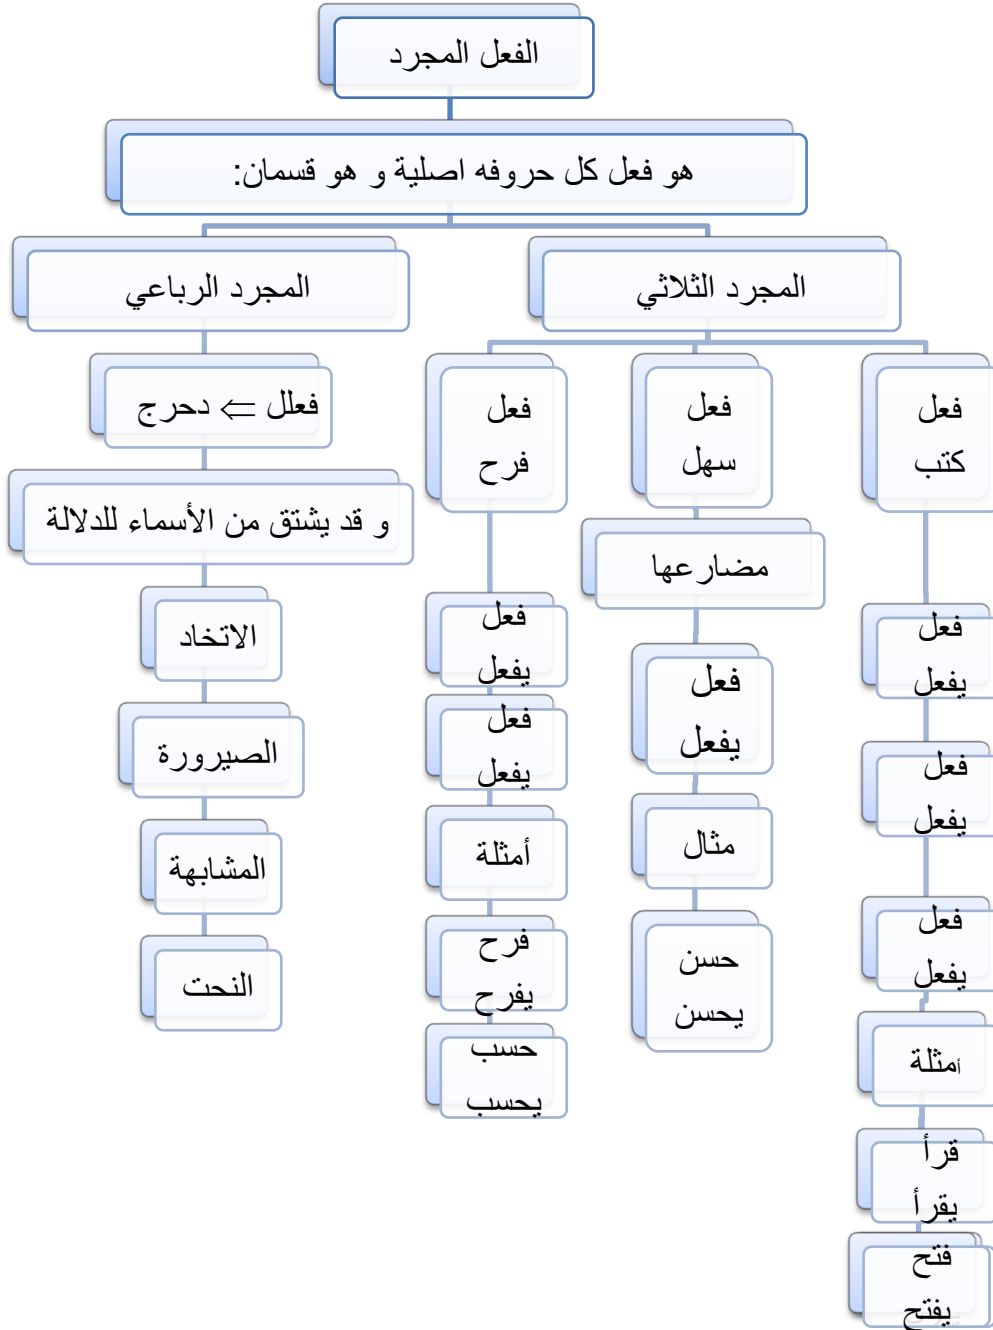 الفعل المجرد
هو فعل كل حروفه اصلية و هو قسمان:
المجرد الثلاثي
فعل
كتب
فعل
يفعل
فعل
يفعل
فعل
يفعل
أمثلة
قرأ
يقرأ
فتح
يفتح
فعل
سهل
مضارعها
فعل
يفعل
مثال
حسن
يحسن
فعل
فرح
فعل
يفعل
فعل
يفعل
أمثلة
فرح
يفرح
حسب
يحسب
المجرد الرباعي
فعلل ⇐ دحرج
و قد يشتق من الأسماء للدلالة
الاتخاد
الصيرورة
المشابهة
النحت